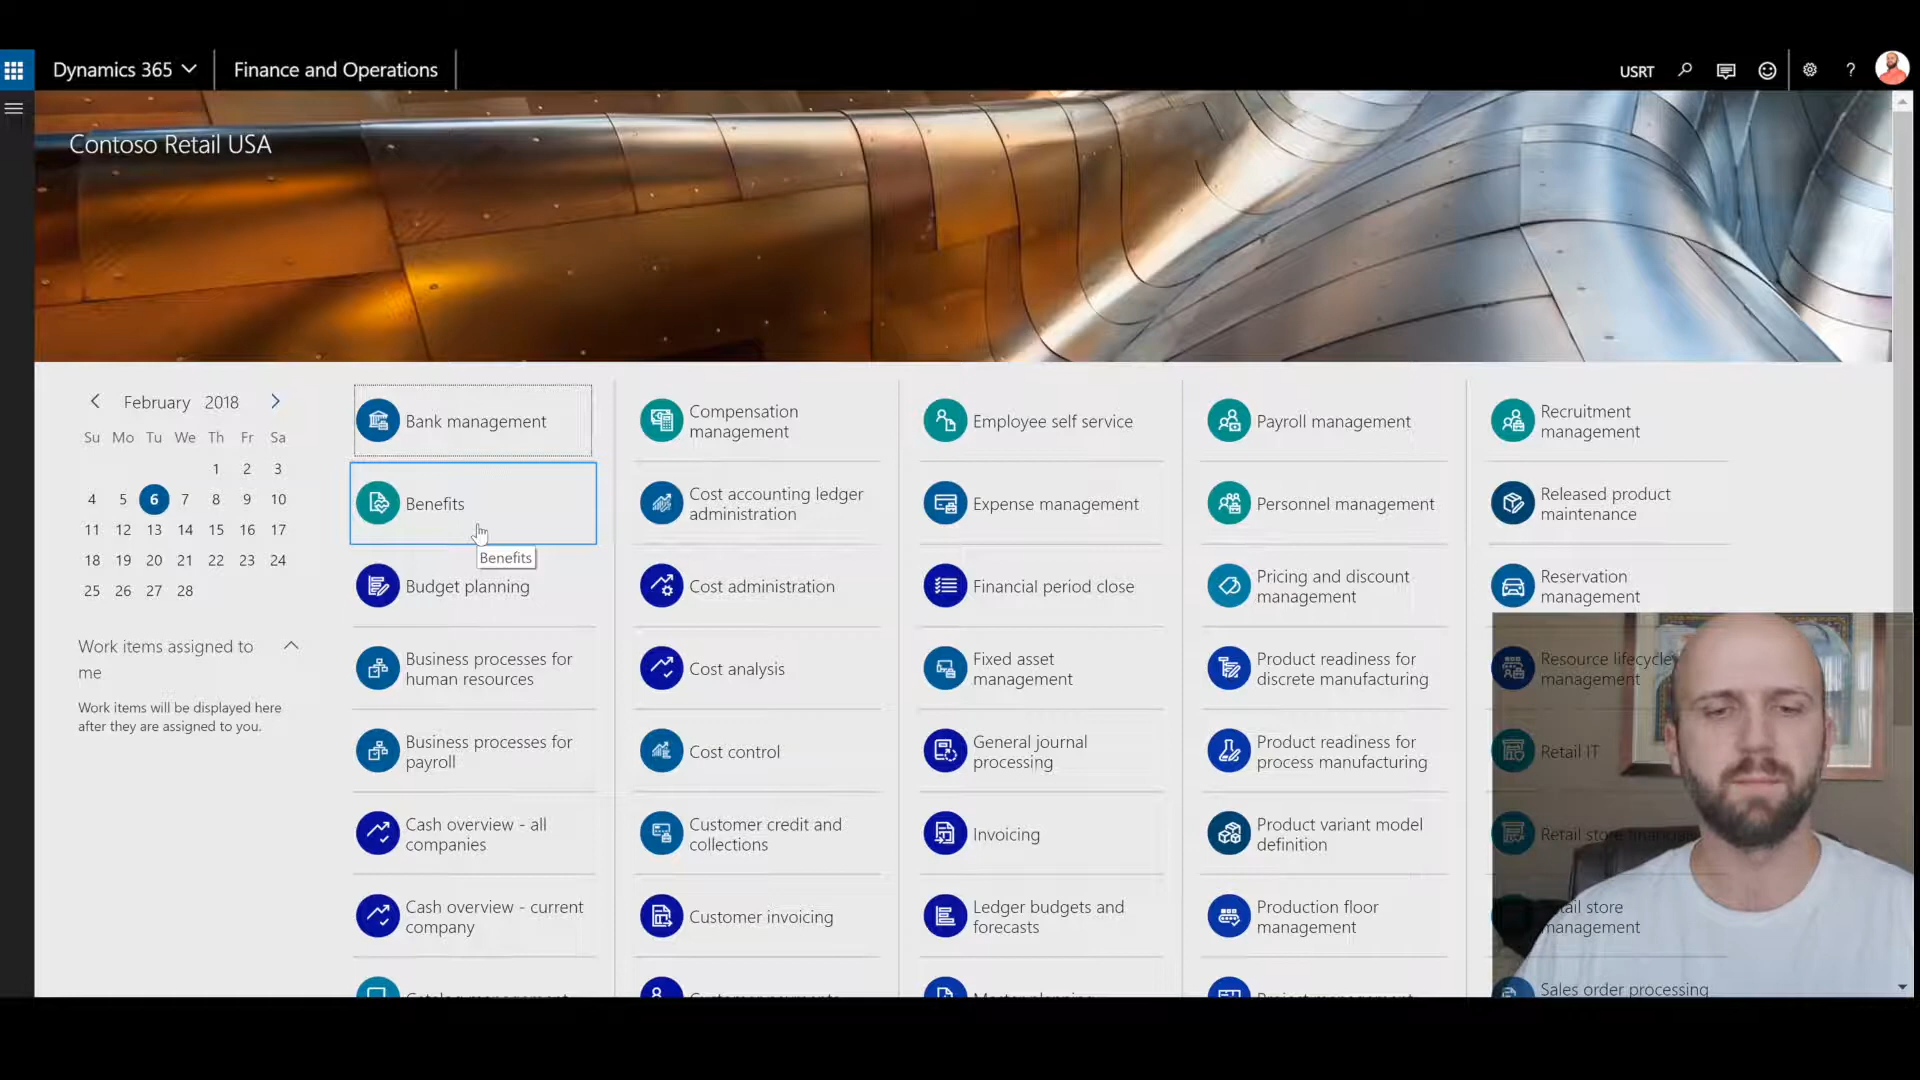 Dynamics 365
Finance and Operations
USRT
?
Contoso Retail USA
February 2018
Su Mo Tu We Th Fr Sa
1 2 3
4 5 6 7 8 9 10
11 12 13 14 15 16 17
18 19 20 21 22 23 24
25 26 27 28
Work items assigned to
me
Work items will be displayed here
after they are assigned to you.
Bank management
Benefits
Benefits
Budget planning
Business processes for
human resources
Business processes for
payroll
Cash overview - all
companies
Cash overview - current
company
Compensation
management
Cost accounting ledger
administration
Cost administration
Cost analysis
Cost control
Customer credit and
collections
Customer invoicing
Employee self service
Expense management
Financial period close
Fixed asset
management
General journal
processing
Invoicing
Ledger budgets and
forecasts
Payroll management
Personnel management
Pricing and discount
management
Product readiness for
discrete manufacturing
Product readiness for
process manufacturing
Product variant model
definition
Production floor
management
Recruitment
management
Released product
maintenance
Reservation
management
Resource lifecycle
management
Retail IT
Retail store financials
store
management
Sales order processing